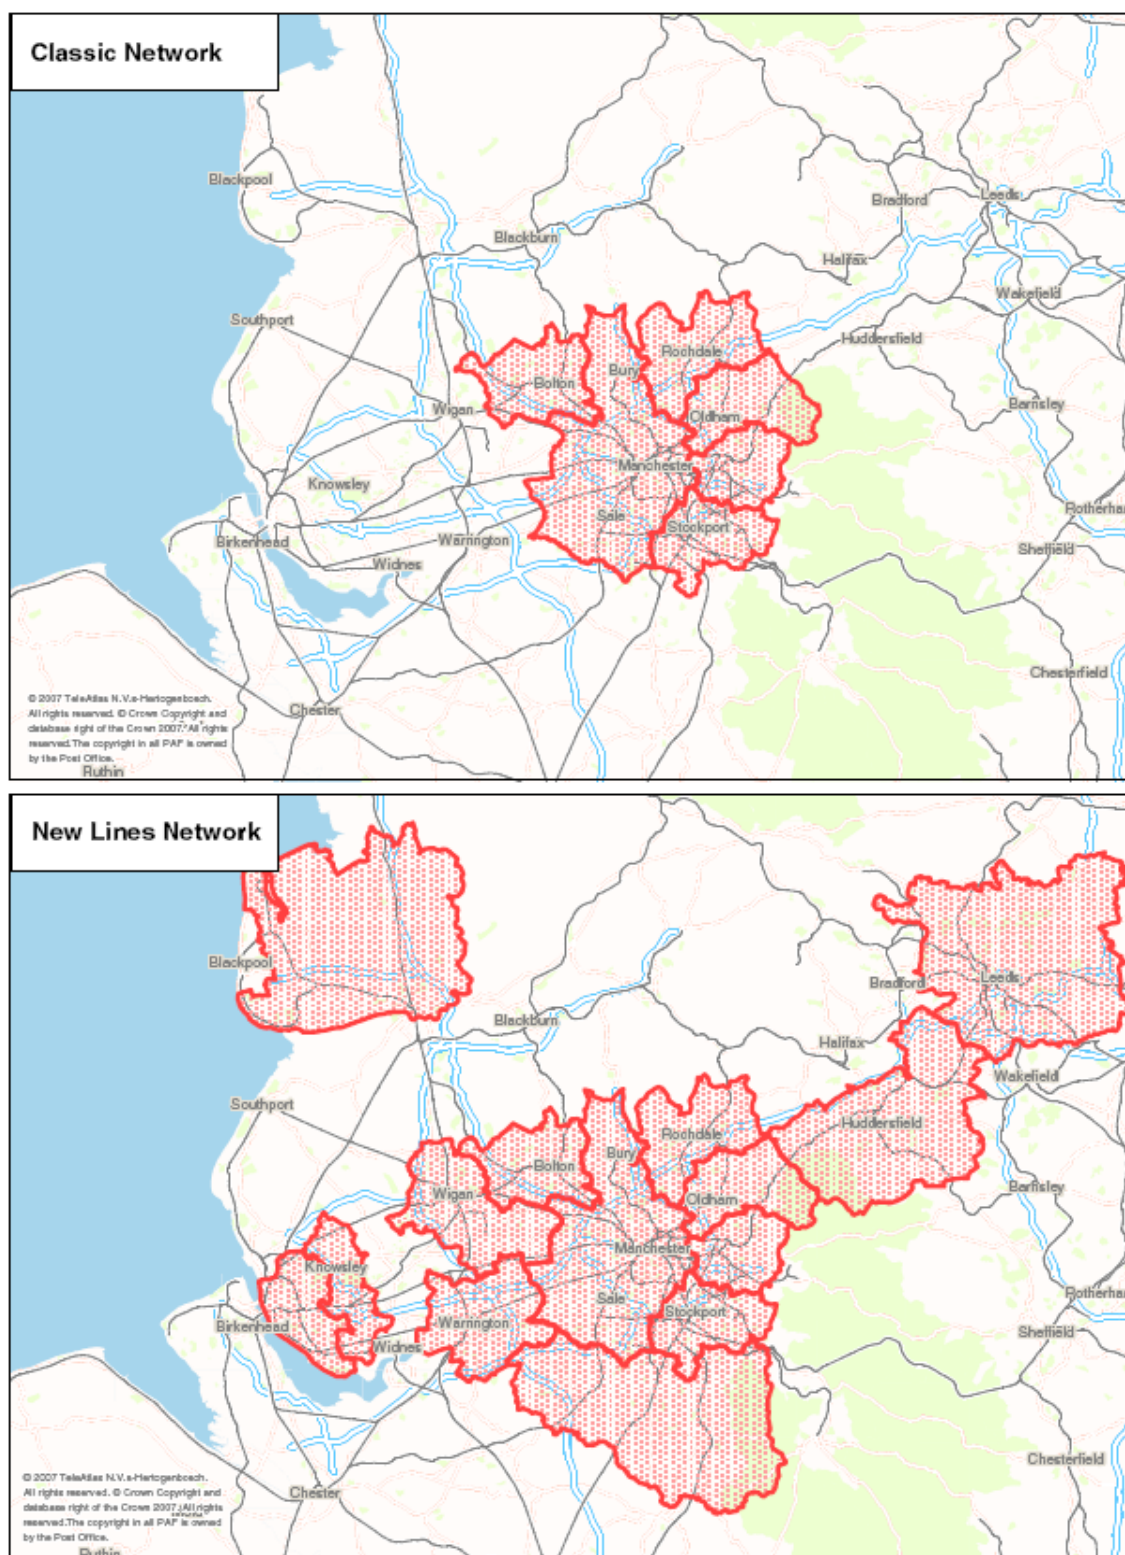 Classic Network
Blackpool
Bradford
Leeds
Blackburn
Halifax
Wakefield
Southport
Huddersfield
Rochdale
Bury
Bolton
Wigan
Oldham
Barnsley
Manchester
Knowsley
Rotherha
Sale
Stockport
Birkenhead
Warrington
Sheffield
Widnes
Chesterfield
© 2007 TeleAtlas N.V.s-Hertogenbosch.
All rights reserved. © Crown Copyright and
database right of the Crown 2007. All rights
reserved.The copyright in all PAF is owned
by the Post Office.
Chester
Ruthin
New Lines Network
Blackpool
Bradford
Leeds
Blackburn
Halifax
Wakefield
Southport
Huddersfield
Rochdale
Bury
Bolton
Wigan
Oldham
Barnsley
Manchester
Knowsley
Rotherha
Sale
Stockport
Birkenhead
Warrington
Sheffield
Widnes
Chesterfield
© 2007 TeleAtlas N.V.s-Hertogenbosch.
All rights reserved. © Crown Copyright and
database right of the Crown 2007. All rights
reserved.The copyright in all PAF is owned
by the Post Office.
Chester
Ruthin